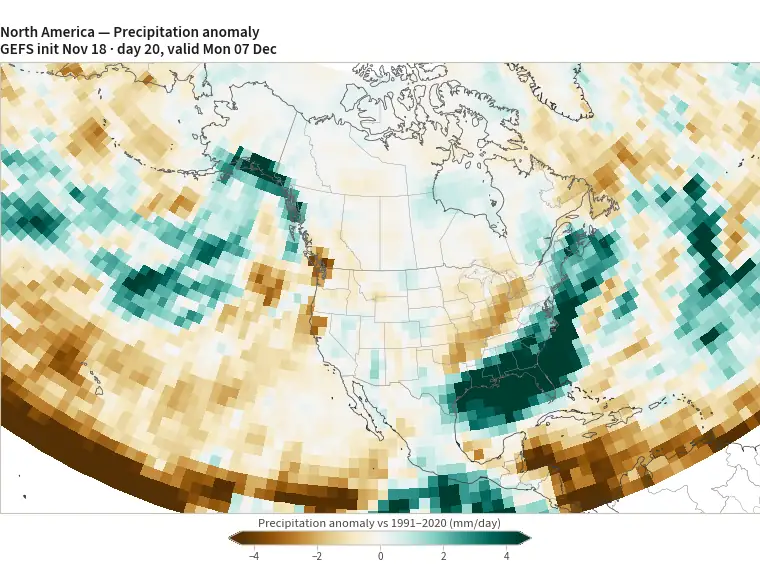 North America — Precipitation anomaly
GEFS init Nov 18 · day 20, valid Mon 07 Dec
Precipitation anomaly vs 1991–2020 (mm/day)
−4 −2 0 2 4